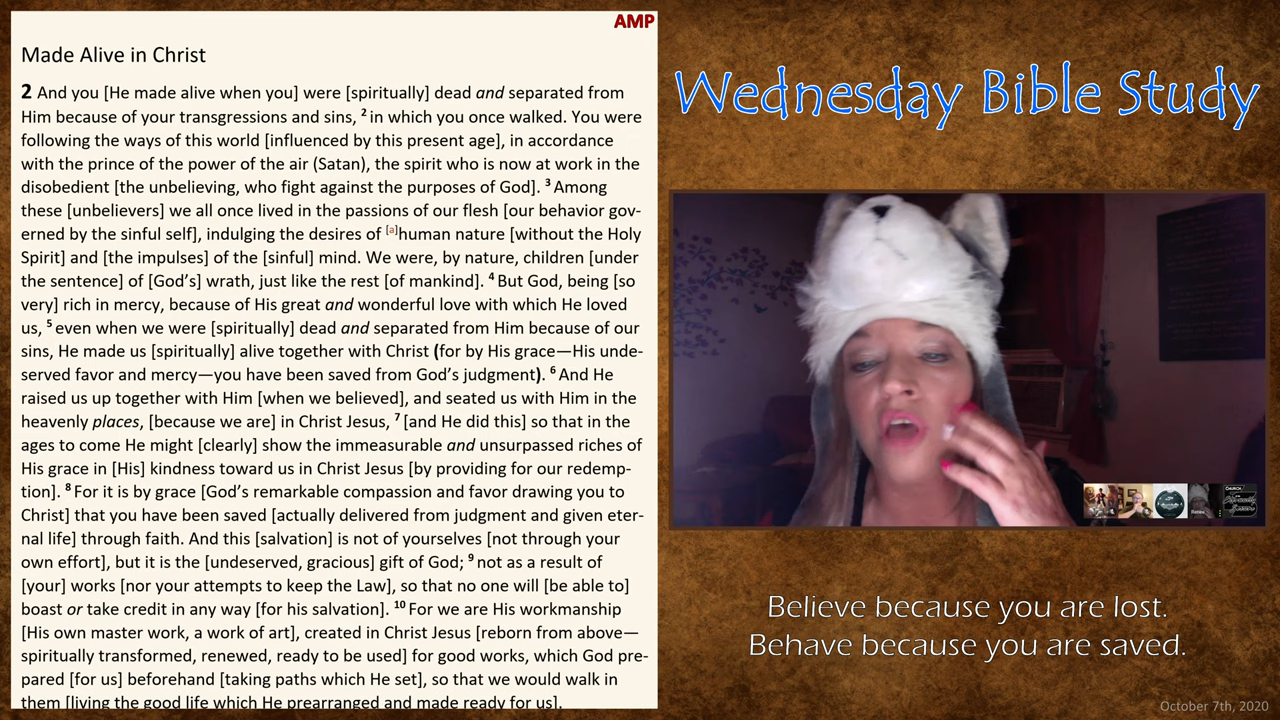 AMP
Made Alive in Christ
2 And you [He made alive when you] were [spiritually] dead and separated from
Him because of your transgressions and sins, 2 in which you once walked. You were
following the ways of this world [influenced by this present age], in accordance
with the prince of the power of the air (Satan), the spirit who is now at work in the
disobedient [the unbelieving, who fight against the purposes of God]. 3 Among
these [unbelievers] we all once lived in the passions of our flesh [our behavior gov-
erned by the sinful self], indulging the desires of [a]human nature [without the Holy
Spirit] and [the impulses] of the [sinful] mind. We were, by nature, children [under
the sentence] of [God’s] wrath, just like the rest [of mankind]. 4 But God, being [so
very] rich in mercy, because of His great and wonderful love with which He loved
us, 5 even when we were [spiritually] dead and separated from Him because of our
sins, He made us [spiritually] alive together with Christ (for by His grace—His unde-
served favor and mercy—you have been saved from God’s judgment). 6 And He
raised us up together with Him [when we believed], and seated us with Him in the
heavenly places, [because we are] in Christ Jesus, 7 [and He did this] so that in the
ages to come He might [clearly] show the immeasurable and unsurpassed riches of
His grace in [His] kindness toward us in Christ Jesus [by providing for our redemp-
tion]. 8 For it is by grace [God’s remarkable compassion and favor drawing you to
Christ] that you have been saved [actually delivered from judgment and given eter-
nal life] through faith. And this [salvation] is not of yourselves [not through your
own effort], but it is the [undeserved, gracious] gift of God; 9 not as a result of
[your] works [nor your attempts to keep the Law], so that no one will [be able to]
boast or take credit in any way [for his salvation]. 10 For we are His workmanship
[His own master work, a work of art], created in Christ Jesus [reborn from above—
spiritually transformed, renewed, ready to be used] for good works, which God pre-
pared [for us] beforehand [taking paths which He set], so that we would walk in
them [living the good life which He prearranged and made ready for us].
Wednesday Bible Study
CHURCH
Believe because you are lost.
Behave because you are saved.
October 7th, 2020